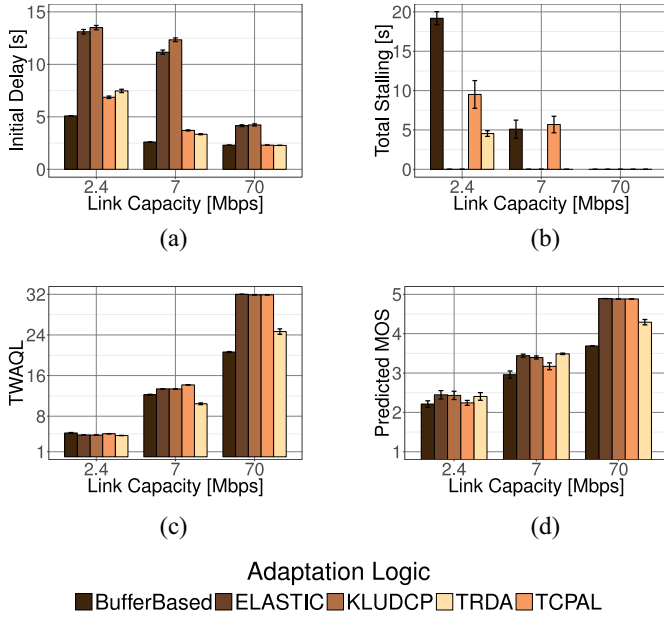 15
10
5
0
Initial Delay [s]
2.4 7 70
Link Capacity [Mbps]
(a)
20
15
10
5
0
Total Stalling [s]
2.4 7 70
Link Capacity [Mbps]
(b)
32
24
16
8
1
TWAQL
2.4 7 70
Link Capacity [Mbps]
(c)
5
4
3
2
1
Predicted MOS
2.4 7 70
Link Capacity [Mbps]
(d)
Adaptation Logic
BufferBased ELASTIC KLUDCP TRDA TCPAL